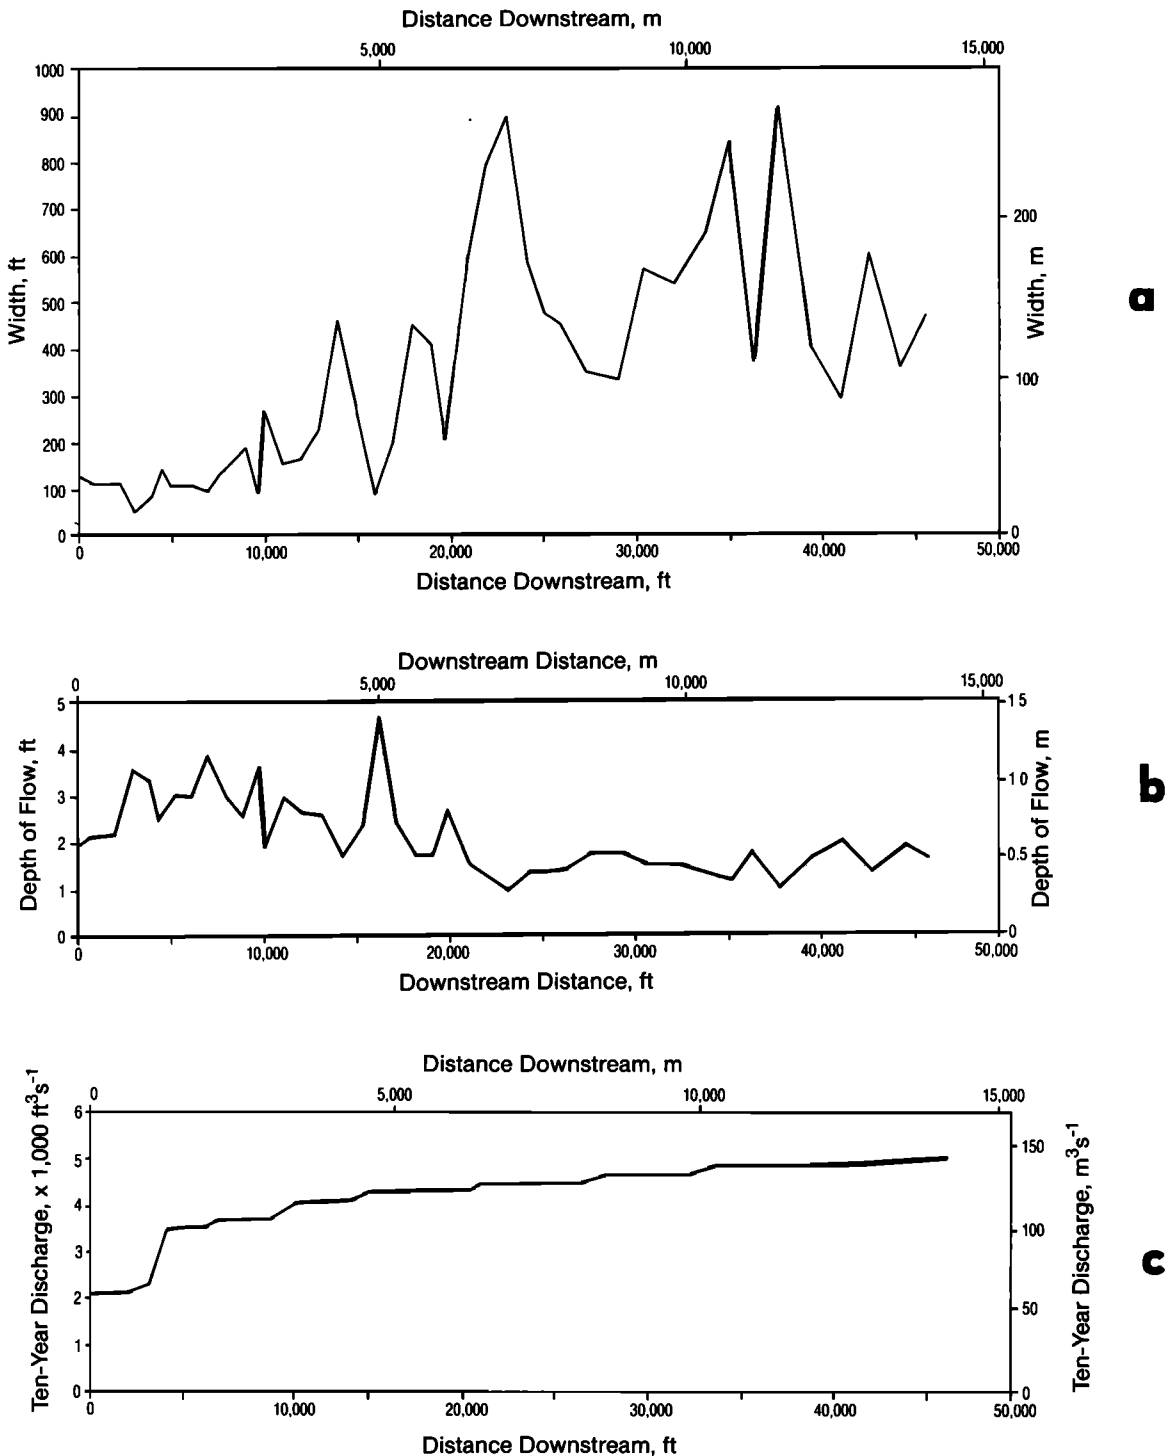 Distance Downstream, m
5,000 10,000 15,000
1000
900
800
700
600
500
400
300
200
100
0
Width, ft
200
100
0
Width, m
a
0 10,000 20,000 30,000 40,000 50,000
Distance Downstream, ft
Downstream Distance, m
0 5,000 10,000 15,000
5
4
3
2
1
0
Depth of Flow, ft
1 5
1 0
0.5
0
Depth of Flow, m
b
0 10,000 20,000 30,000 40,000 50,000
Downstream Distance, ft
Distance Downstream, m
0 5,000 10,000 15,000
6
5
4
3
2
1
0
Ten-Year Discharge, x 1,000 ft³s⁻¹
150
100
50
0
Ten-Year Discharge, m³s⁻¹
c
0 10,000 20,000 30,000 40,000 50,000
Distance Downstream, ft